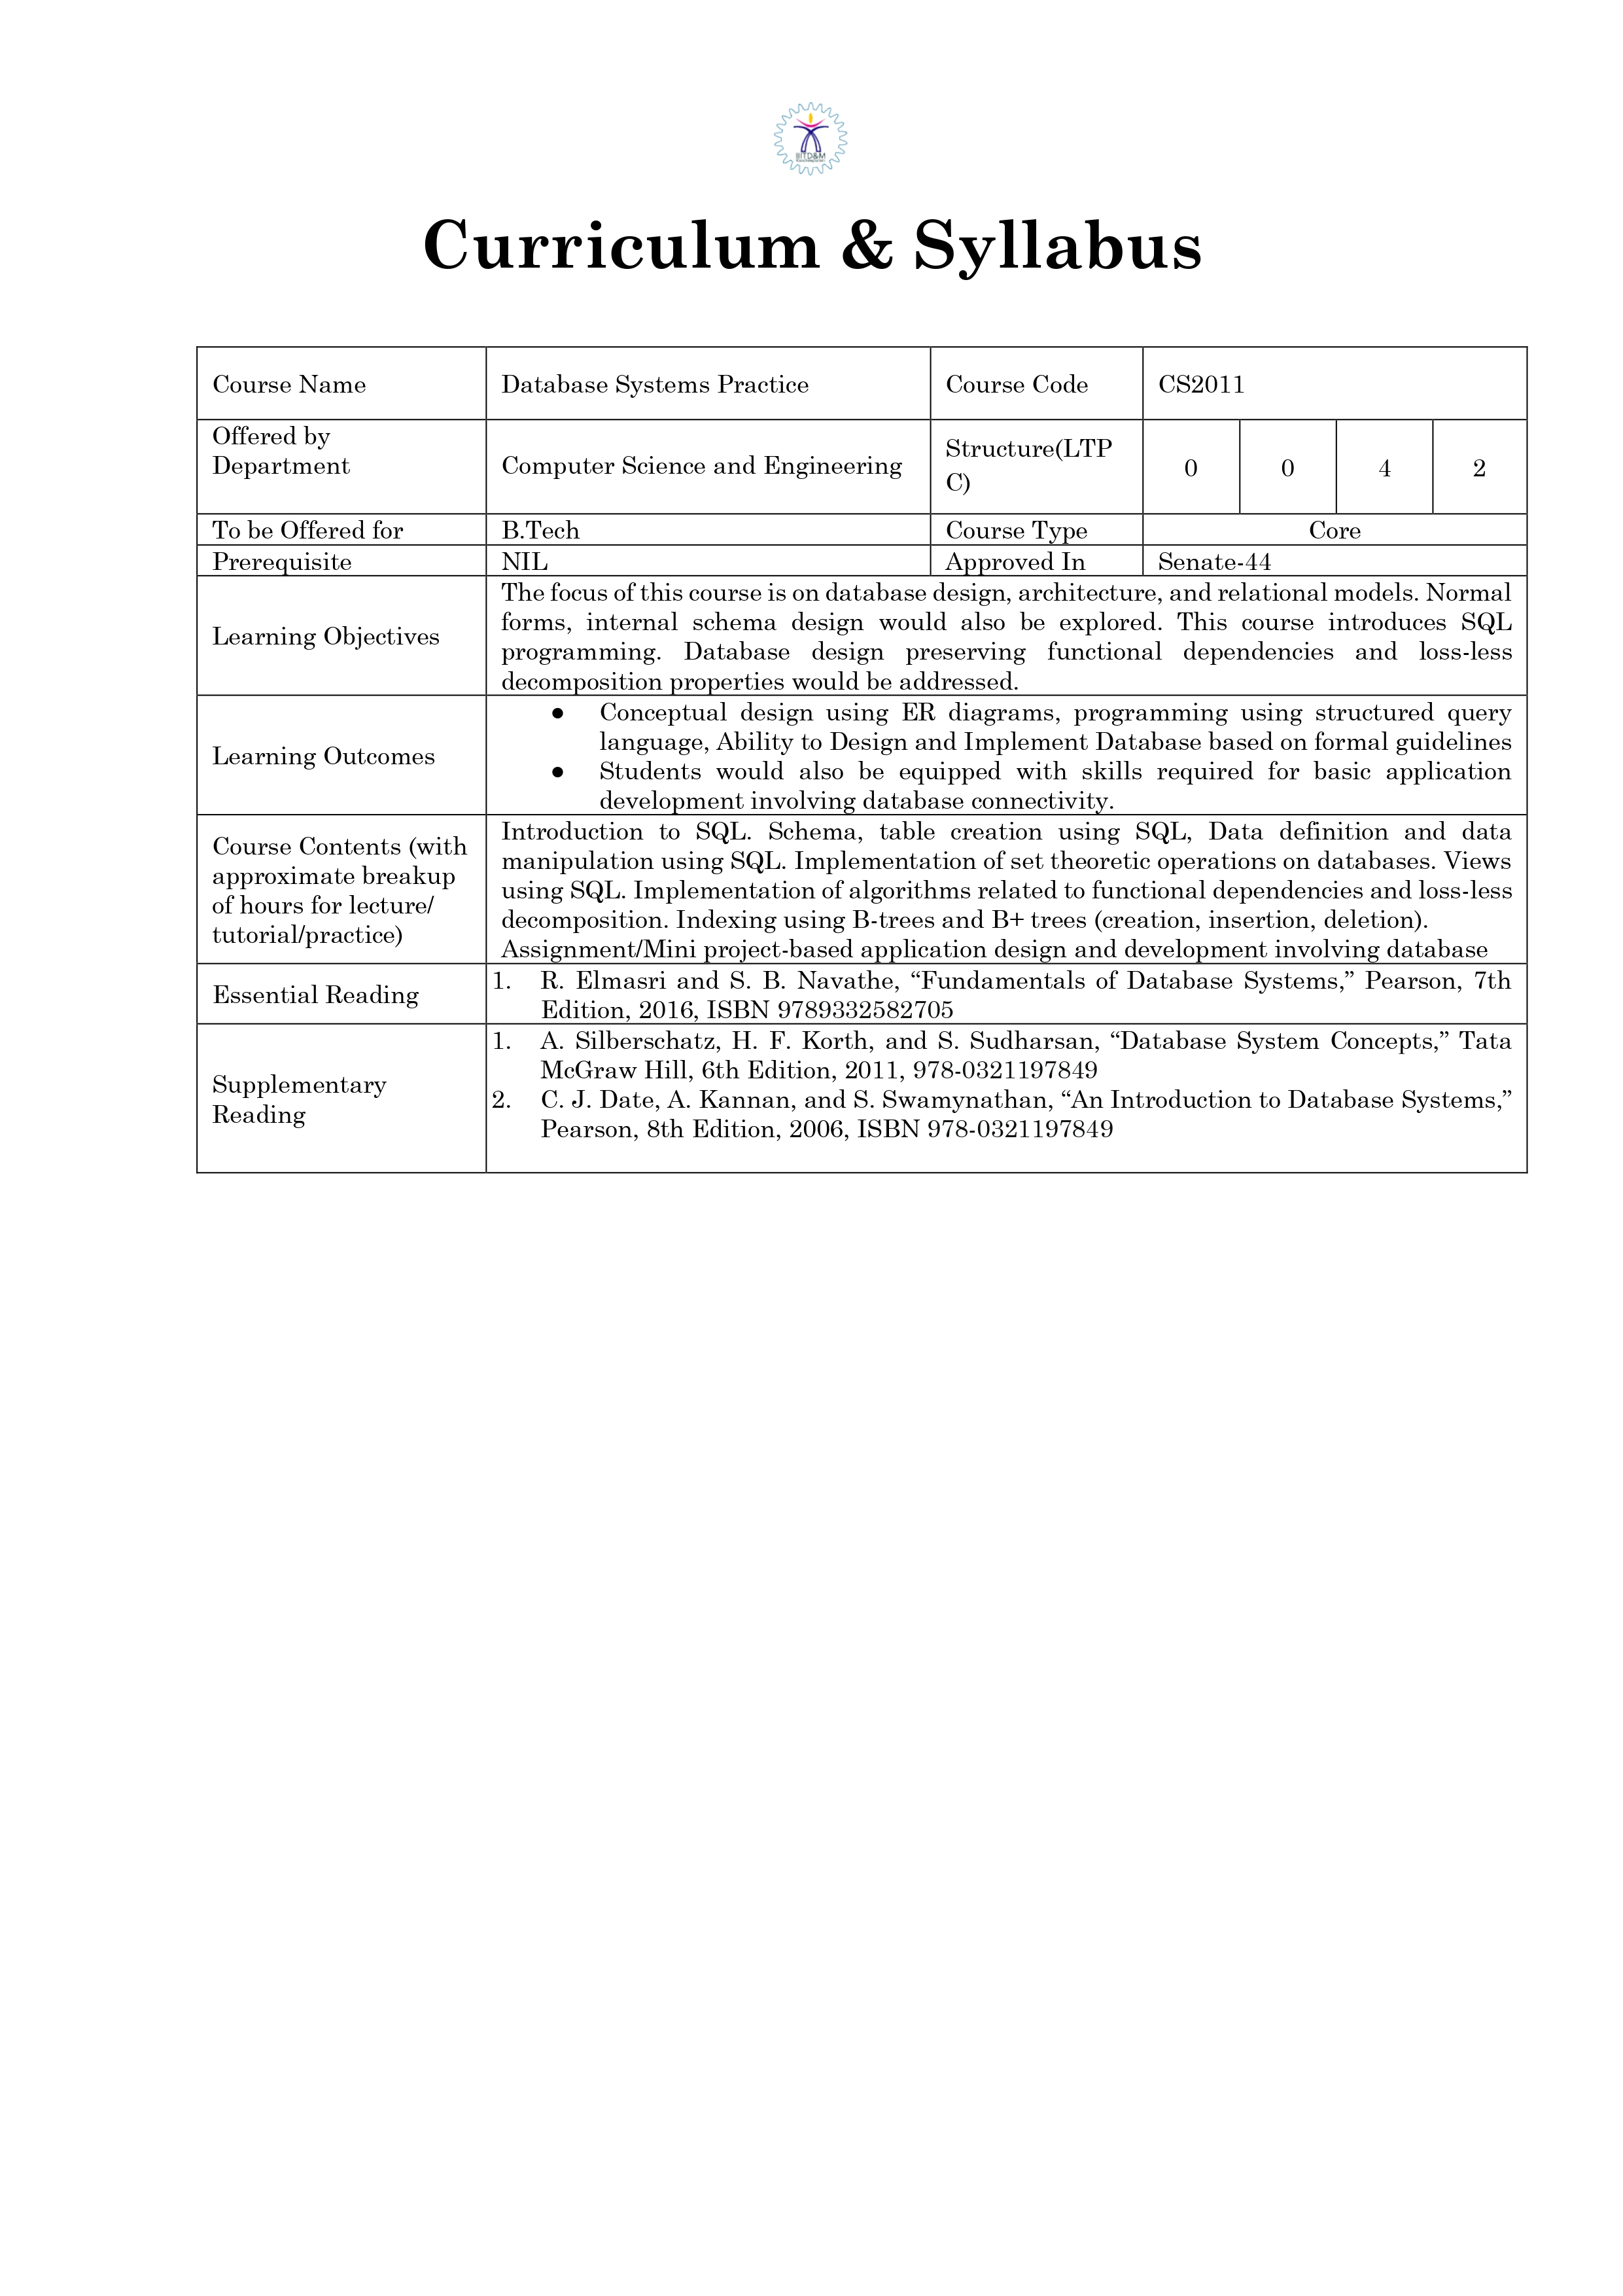 IIITD&M
Curriculum & Syllabus
Course Name
Database Systems Practice
Course Code
CS2011
Offered by
Department
Computer Science and Engineering
Structure(LTP
C)
0
0
4
2
To be Offered for
B.Tech
Course Type
Core
Prerequisite
NIL
Approved In
Senate-44
Learning Objectives
The focus of this course is on database design, architecture, and relational models. Normal
forms, internal schema design would also be explored. This course introduces SQL
programming. Database design preserving functional dependencies and loss-less
decomposition properties would be addressed.
Learning Outcomes
● Conceptual design using ER diagrams, programming using structured query
language, Ability to Design and Implement Database based on formal guidelines
● Students would also be equipped with skills required for basic application
development involving database connectivity.
Course Contents (with
approximate breakup
of hours for lecture/
tutorial/practice)
Introduction to SQL. Schema, table creation using SQL, Data definition and data
manipulation using SQL. Implementation of set theoretic operations on databases. Views
using SQL. Implementation of algorithms related to functional dependencies and loss-less
decomposition. Indexing using B-trees and B+ trees (creation, insertion, deletion).
Assignment/Mini project-based application design and development involving database
Essential Reading
1. R. Elmasri and S. B. Navathe, “Fundamentals of Database Systems,” Pearson, 7th
Edition, 2016, ISBN 9789332582705
Supplementary
Reading
1. A. Silberschatz, H. F. Korth, and S. Sudharsan, “Database System Concepts,” Tata
McGraw Hill, 6th Edition, 2011, 978-0321197849
2. C. J. Date, A. Kannan, and S. Swamynathan, “An Introduction to Database Systems,”
Pearson, 8th Edition, 2006, ISBN 978-0321197849